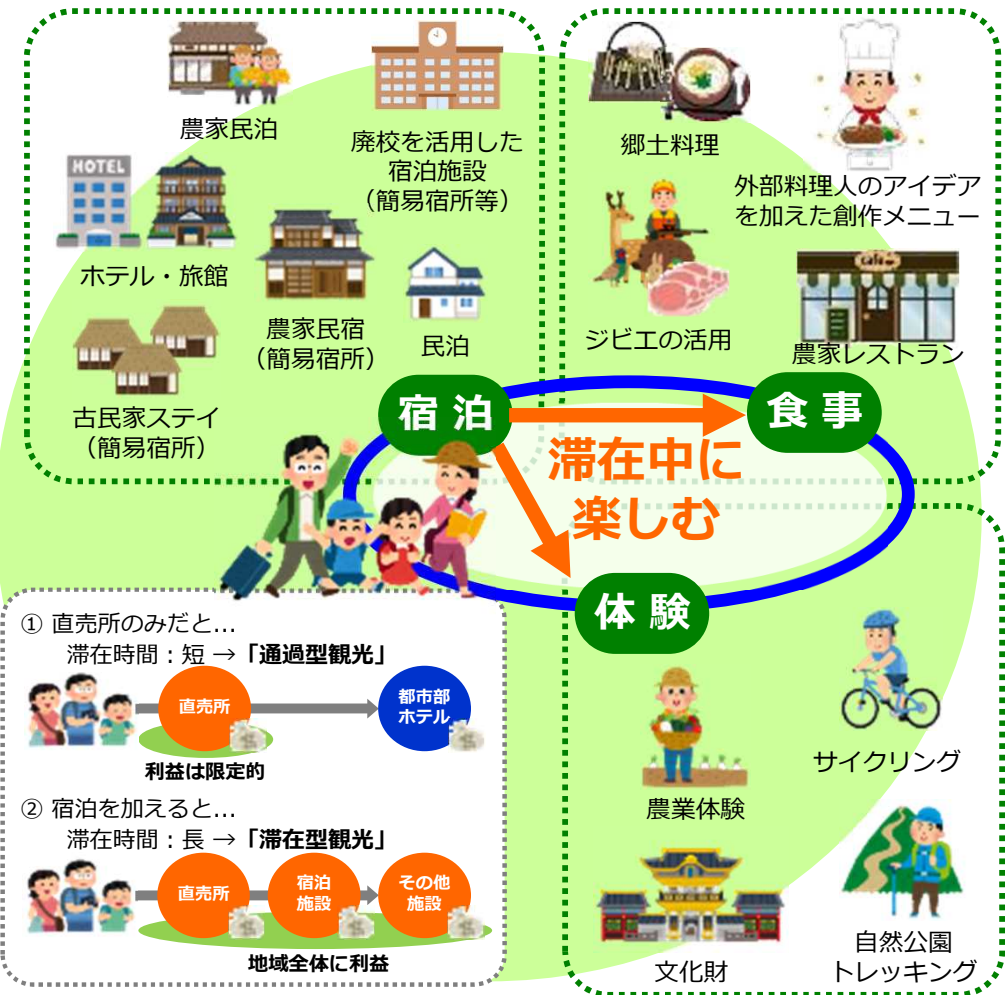 農家民泊
廃校を活用した
宿泊施設
（簡易宿所等）
HOTEL
ホテル・旅館
農家民宿
（簡易宿所）
民泊
古民家ステイ
（簡易宿所）
郷土料理
外部料理人のアイデア
を加えた創作メニュー
ジビエの活用
cafe
農家レストラン
宿 泊
食 事
滞在中に
楽しむ
体 験
① 直売所のみだと…
滞在時間：短 → 「通過型観光」
直売所
都市部
ホテル
利益は限定的
② 宿泊を加えると…
滞在時間：長 → 「滞在型観光」
直売所
宿泊
施設
その他
施設
地域全体に利益
農業体験
サイクリング
文化財
自然公園
トレッキング